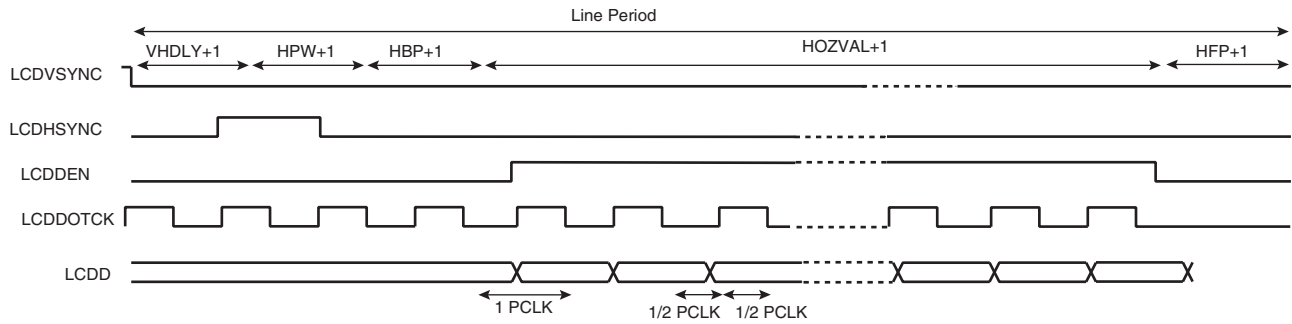 Line Period
VHDLY+1 HPW+1 HBP+1 HOZVAL+1 HFP+1
LCDVSYNC
LCDHSYNC
LCDDEN
LCDDOTCK
LCDD
1 PCLK 1/2 PCLK 1/2 PCLK